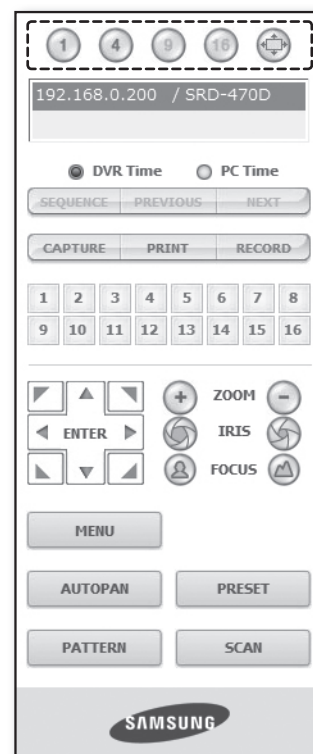 1 4 9 16
192.168.0.200 / SRD-470D
DVR Time PC Time
SEQUENCE PREVIOUS NEXT
CAPTURE PRINT RECORD
1 2 3 4 5 6 7 8
9 10 11 12 13 14 15 16
ZOOM
ENTER IRIS
FOCUS
MENU
AUTOPAN PRESET
PATTERN SCAN
SAMSUNG